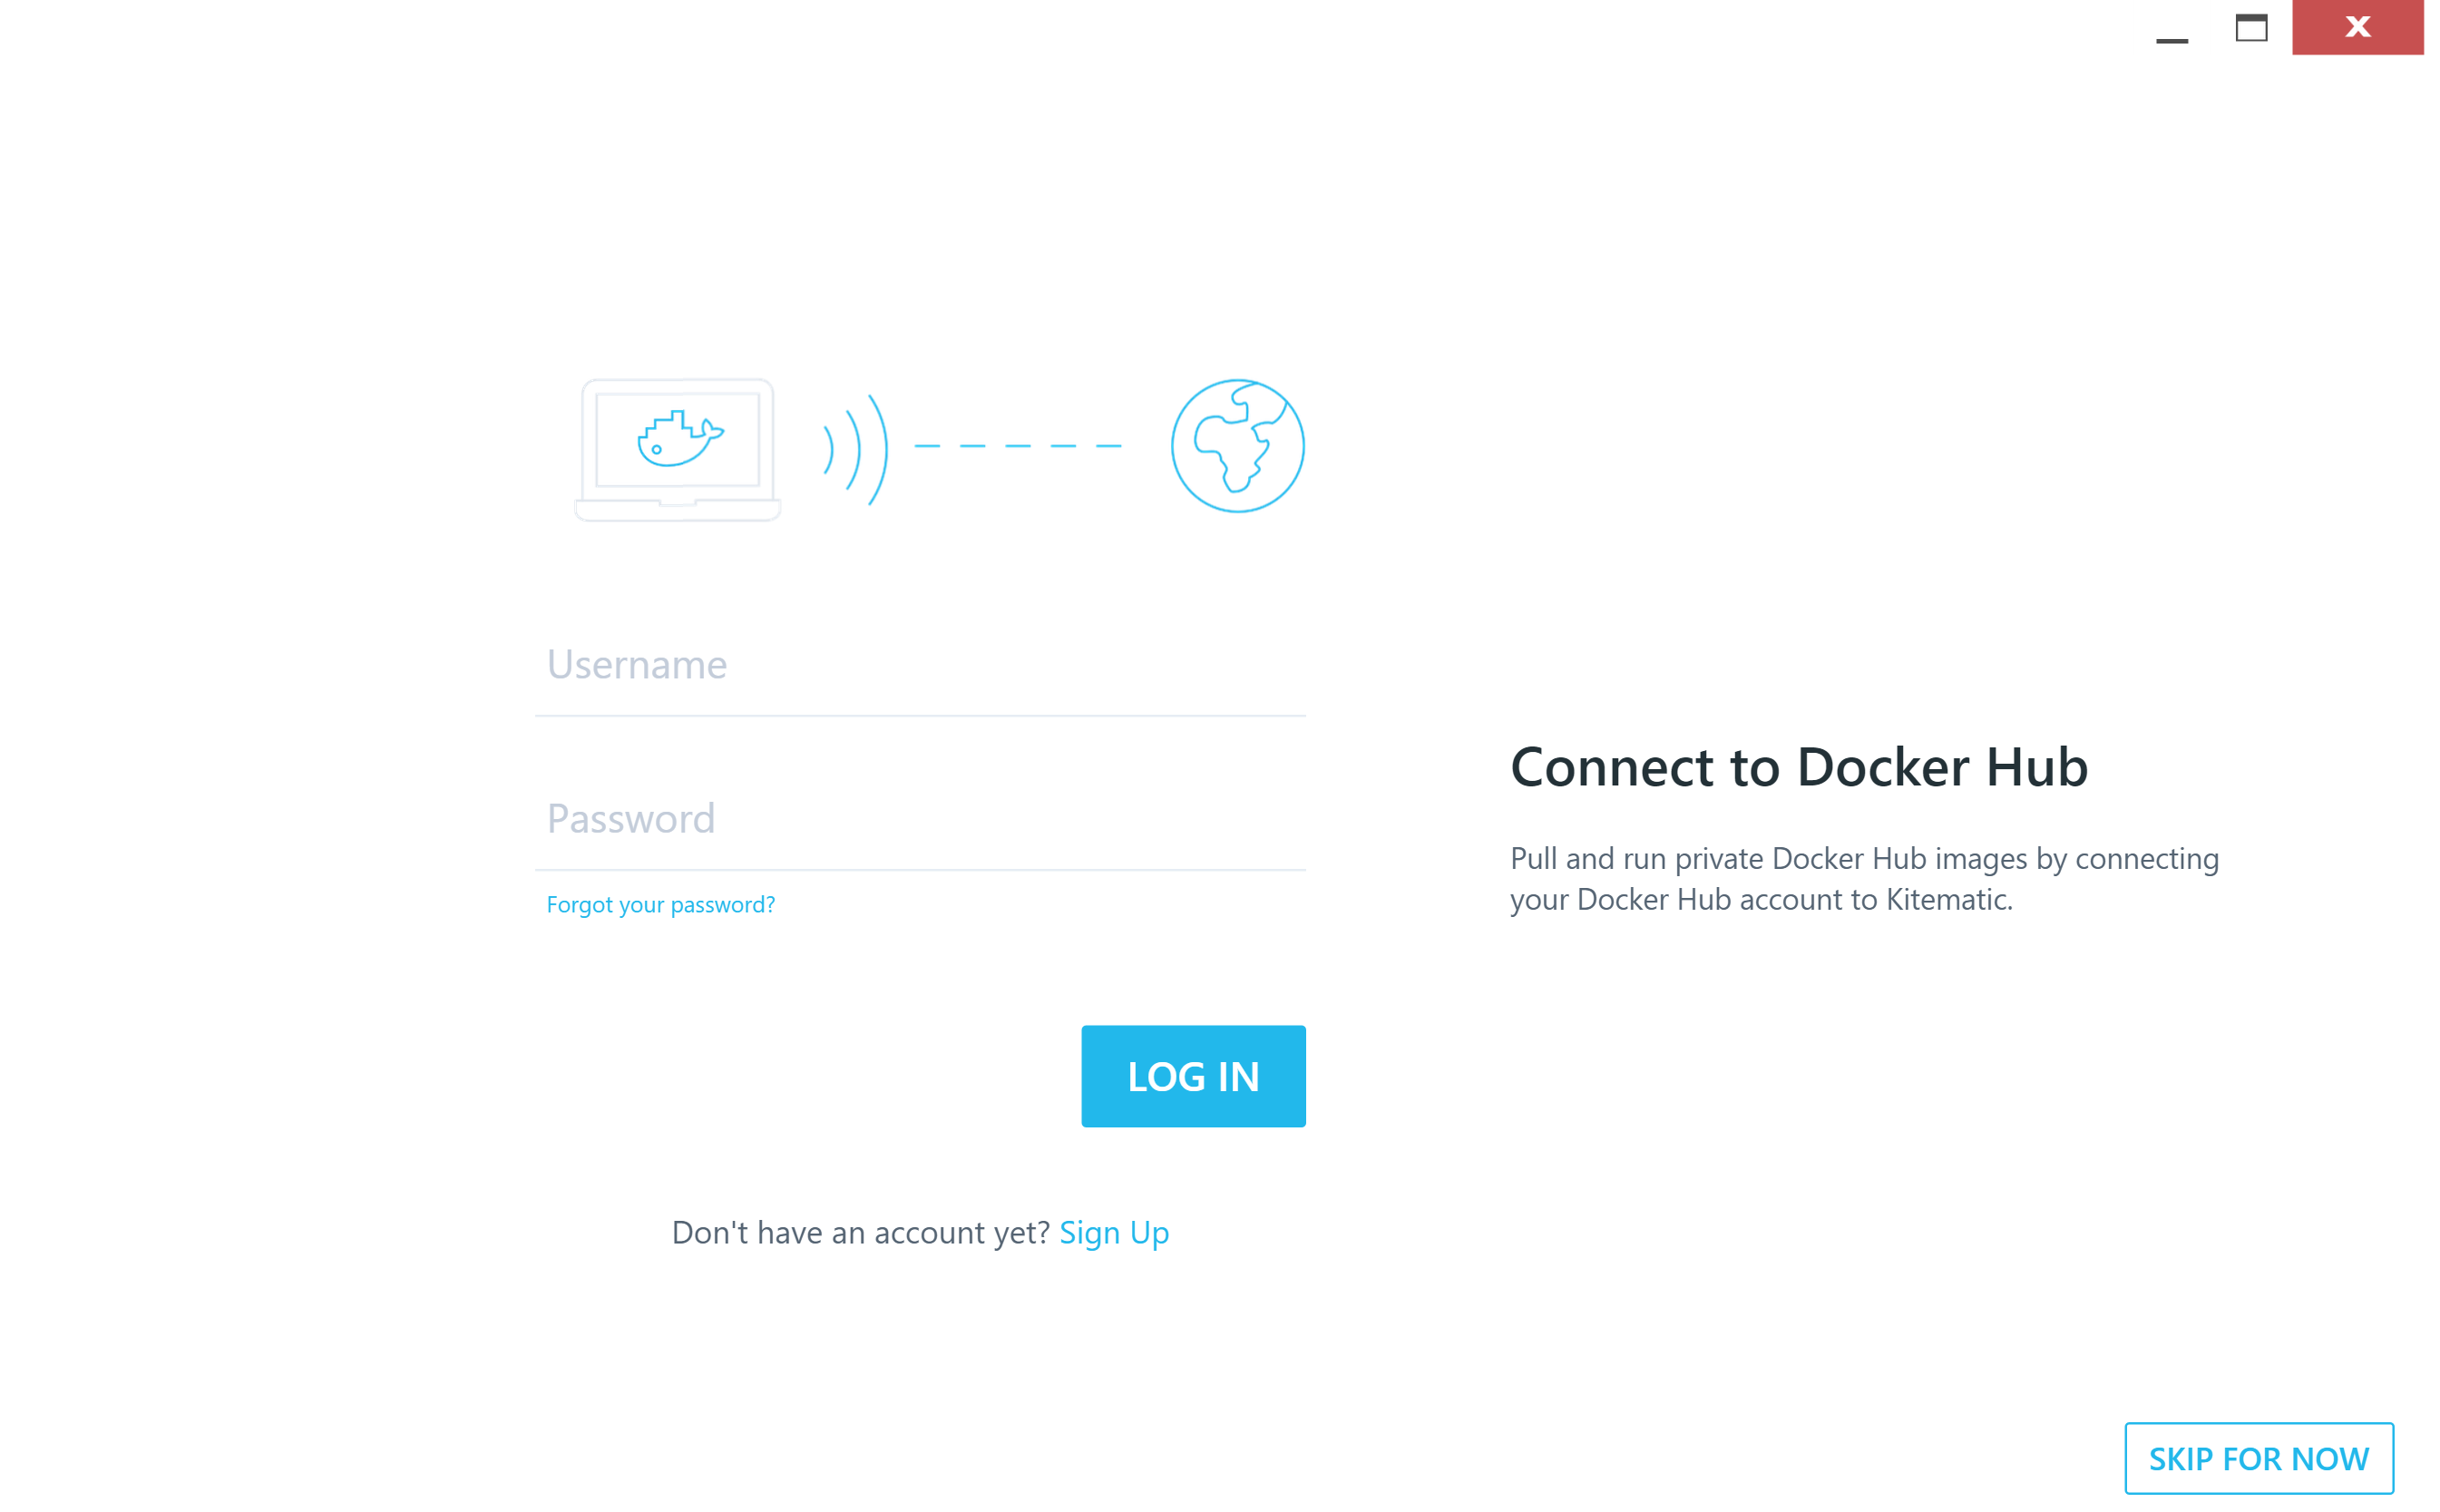 Username
Password
Forgot your password?
LOG IN
Don't have an account yet? Sign Up
Connect to Docker Hub
Pull and run private Docker Hub images by connecting
your Docker Hub account to Kitematic.
SKIP FOR NOW